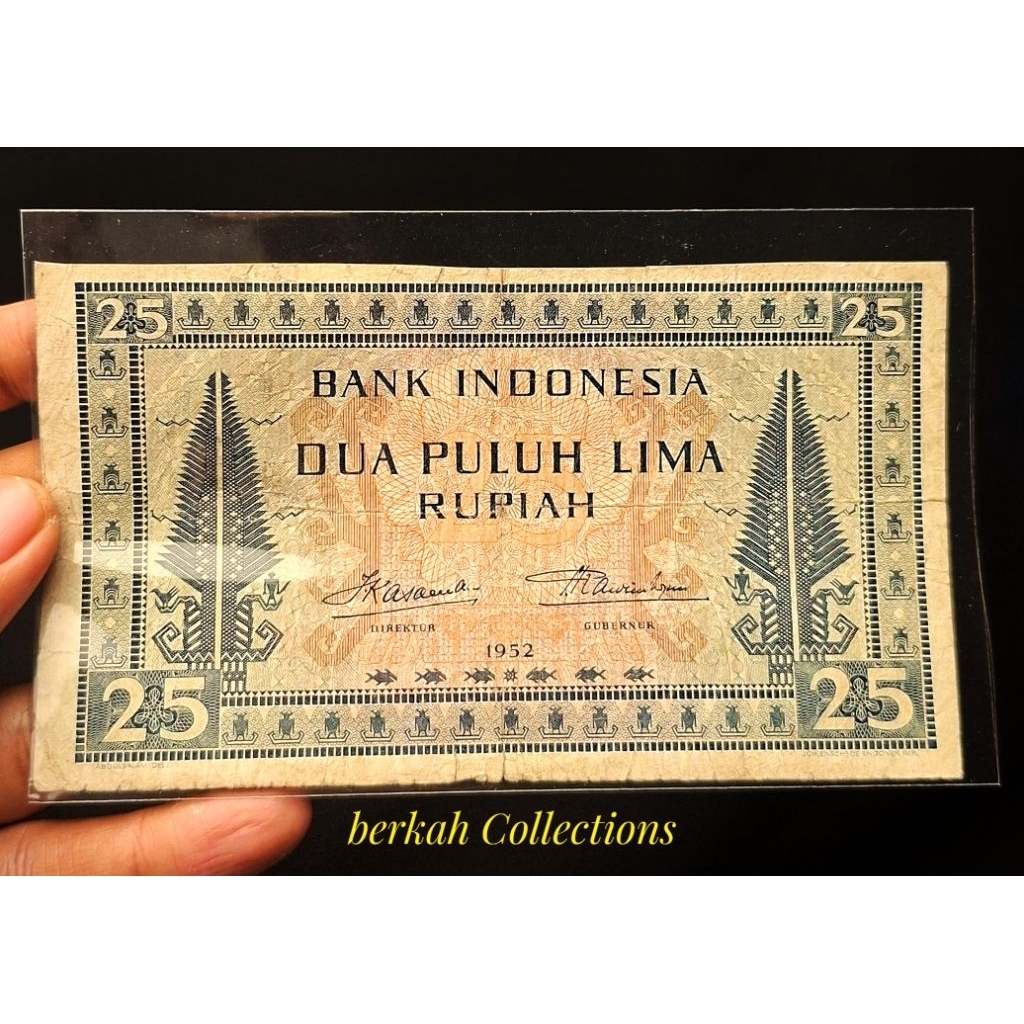 25 25
BANK INDONESIA
DUA PULUH LIMA
RUPIAH
DIREKTUR GUBERNUR
1952
25 25
berkah Collections